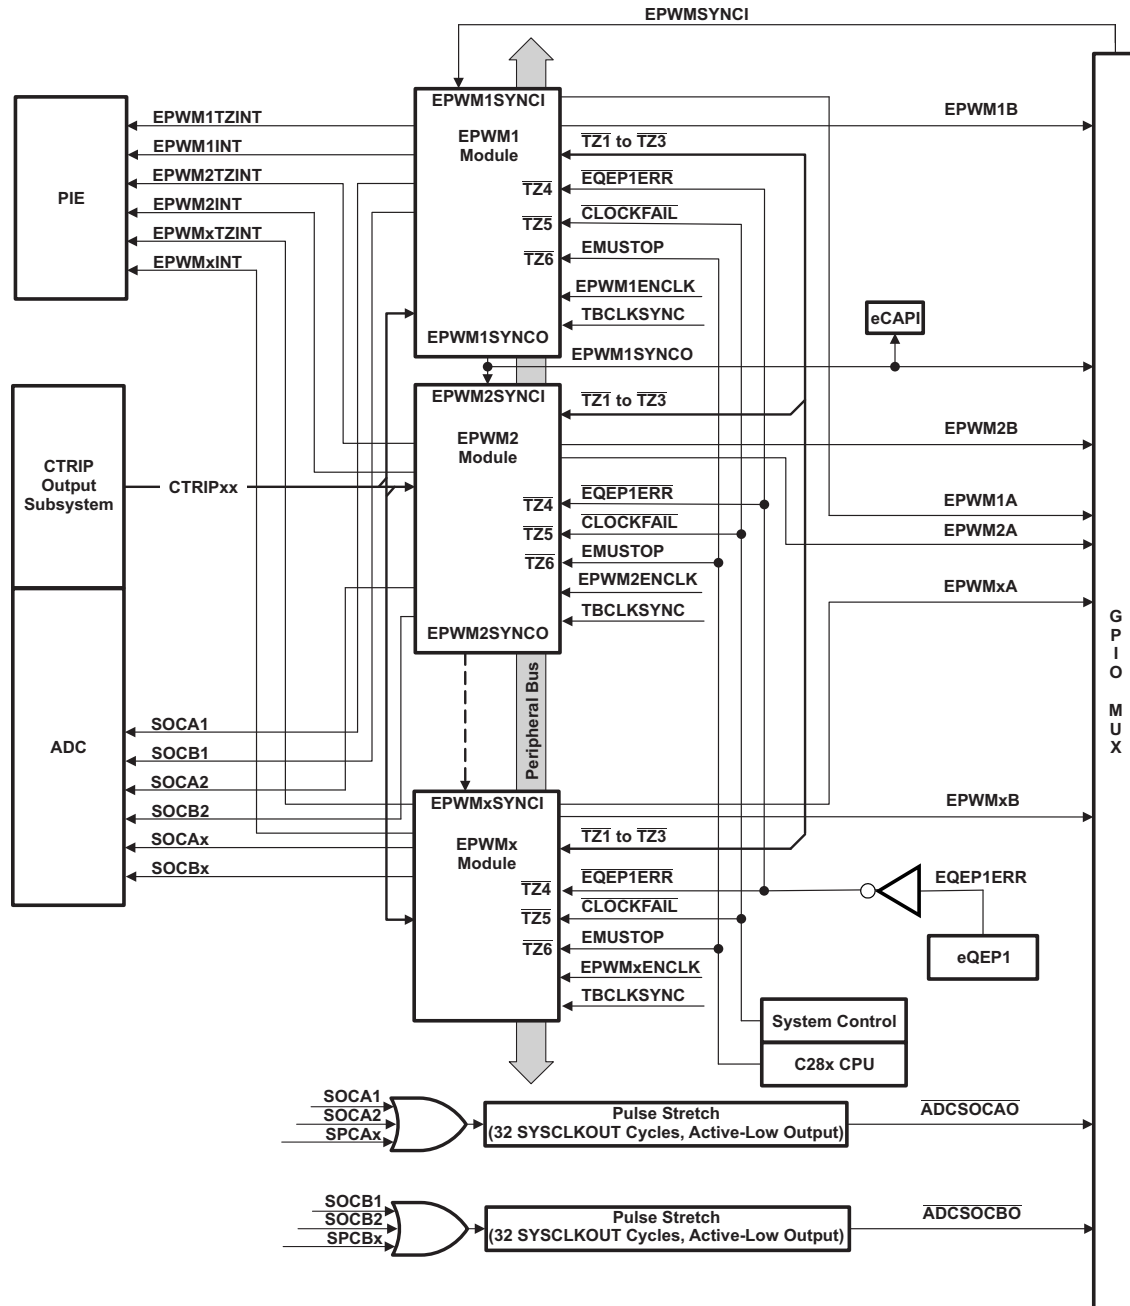 EPWMSYNCI
EPWM1SYNCI
EPWM1
Module
TZ4
TZ5
TZ6
EPWM1SYNCO
PIE
EPWM1TZINT
EPWM1INT
EPWM2TZINT
EPWM2INT
EPWMxTZINT
EPWMxINT
EPWM1B
TZ1 to TZ3
EQEP1ERR
CLOCKFAIL
EMUSTOP
EPWM1ENCLK
TBCLKSYNC
eCAPI
EPWM1SYNCO
EPWM2SYNCI
EPWM2
Module
TZ4
TZ5
TZ6
EPWM2SYNCO
TZ1 to TZ3
EPWM2B
CTRIP
Output
Subsystem
CTRIPxx
EQEP1ERR
CLOCKFAIL
EMUSTOP
EPWM2ENCLK
TBCLKSYNC
EPWM1A
EPWM2A
EPWMxA
GPIO MUX
Peripheral Bus
ADC
SOCA1
SOCB1
SOCA2
SOCB2
SOCAx
SOCBx
EPWMxSYNCI
EPWMx
Module
TZ4
TZ5
TZ6
EPWMxB
TZ1 to TZ3
EQEP1ERR
CLOCKFAIL
EMUSTOP
EPWMxENCLK
TBCLKSYNC
EQEP1ERR
eQEP1
System Control
C28x CPU
SOCA1
SOCA2
SPCAx
Pulse Stretch
(32 SYSCLKOUT Cycles, Active-Low Output)
ADCSOCAO
SOCB1
SOCB2
SPCBx
Pulse Stretch
(32 SYSCLKOUT Cycles, Active-Low Output)
ADCSOCBO